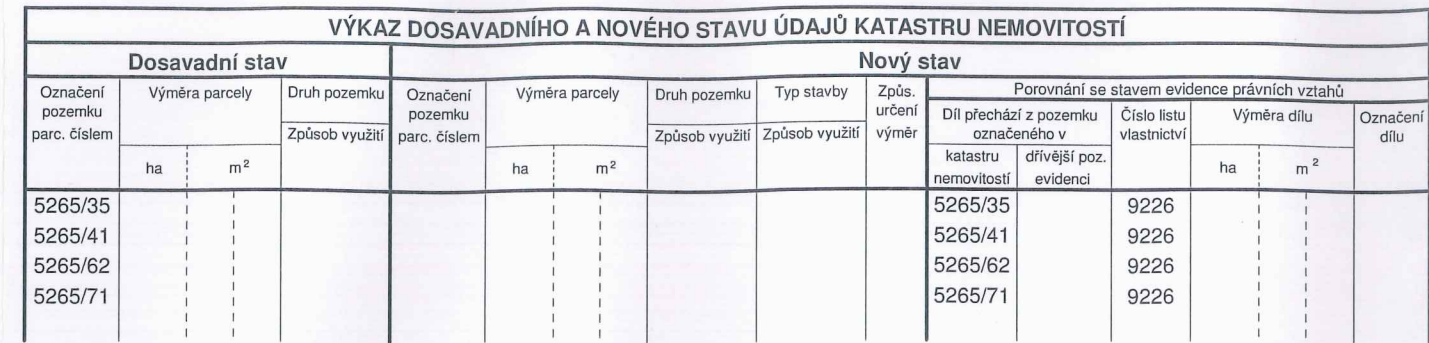 VÝKAZ DOSAVADNÍHO A NOVÉHO STAVU ÚDAJŮ KATASTRU NEMOVITOSTÍ
Dosavadní stav Nový stav
Označení pozemku parc. číslem
Výměra parcely
ha m²
Druh pozemku
Způsob využití
Označení pozemku parc. číslem
Výměra parcely
ha m²
Druh pozemku
Způsob využití
Typ stavby
Způsob využití
Způs. určení výměr
Porovnání se stavem evidence právních vztahů
Díl přechází z pozemku označeného v
katastru nemovitostí
dřívější poz. evidenci
Číslo listu vlastnictví
Výměra dílu
ha m²
Označení dílu
5265/35 5265/35 9226
5265/41 5265/41 9226
5265/62 5265/62 9226
5265/71 5265/71 9226